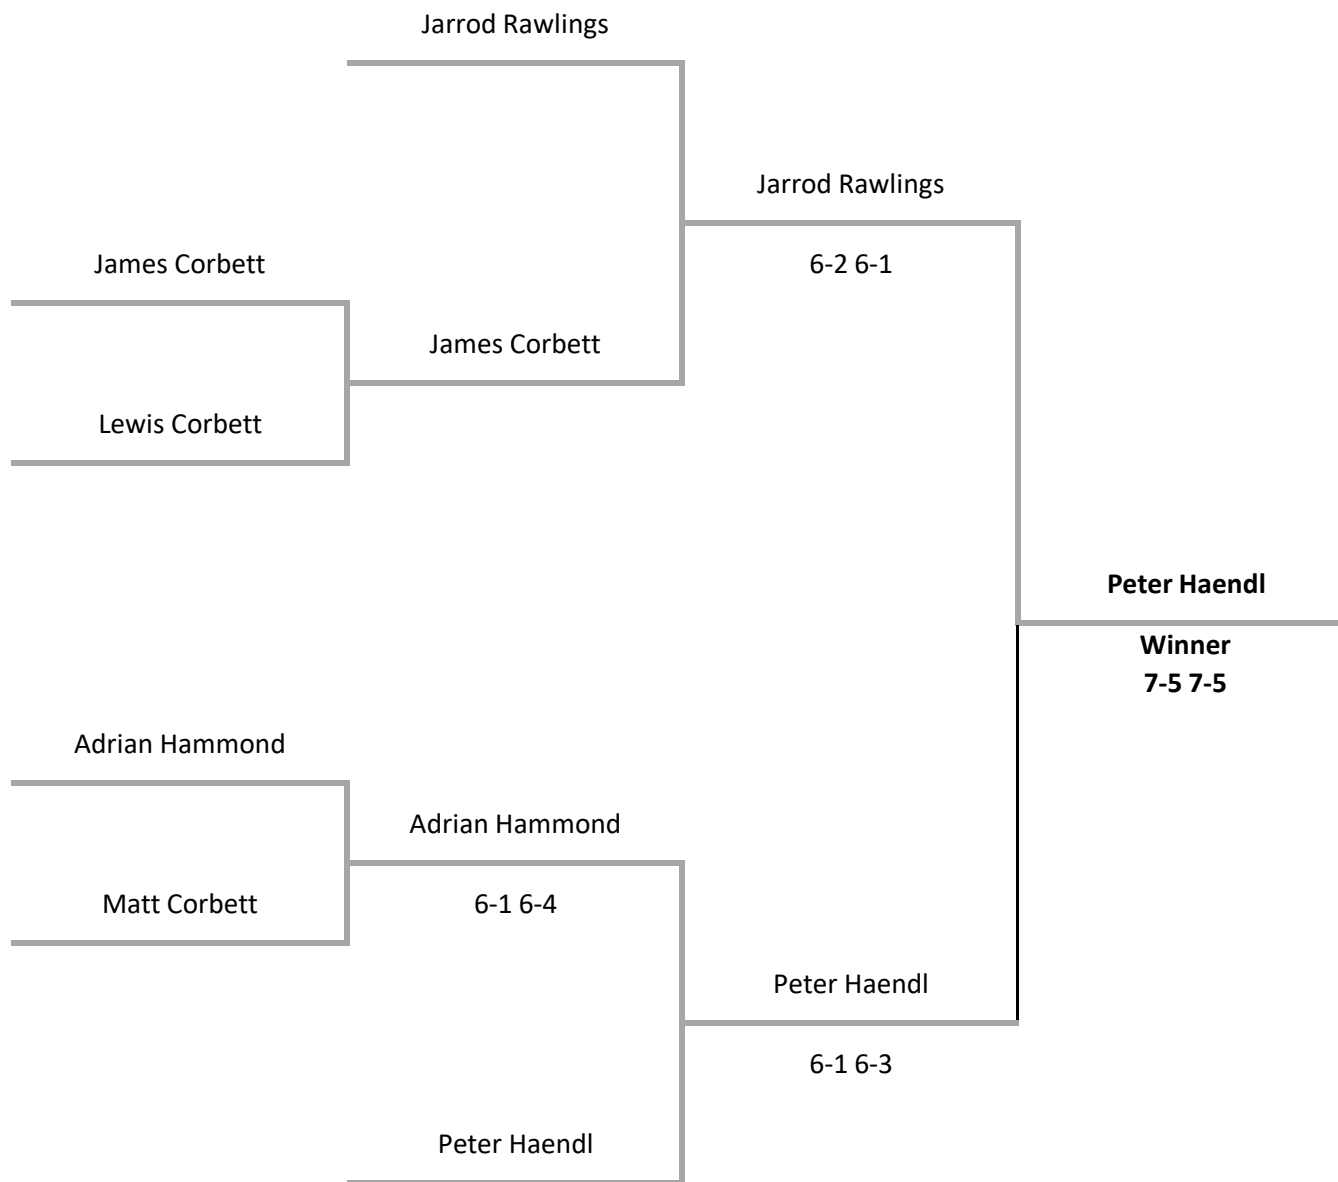 Jarrod Rawlings
Jarrod Rawlings
James Corbett
6-2 6-1
James Corbett
Lewis Corbett
Peter Haendl
Winner
7-5 7-5
Adrian Hammond
Adrian Hammond
Matt Corbett
6-1 6-4
Peter Haendl
6-1 6-3
Peter Haendl